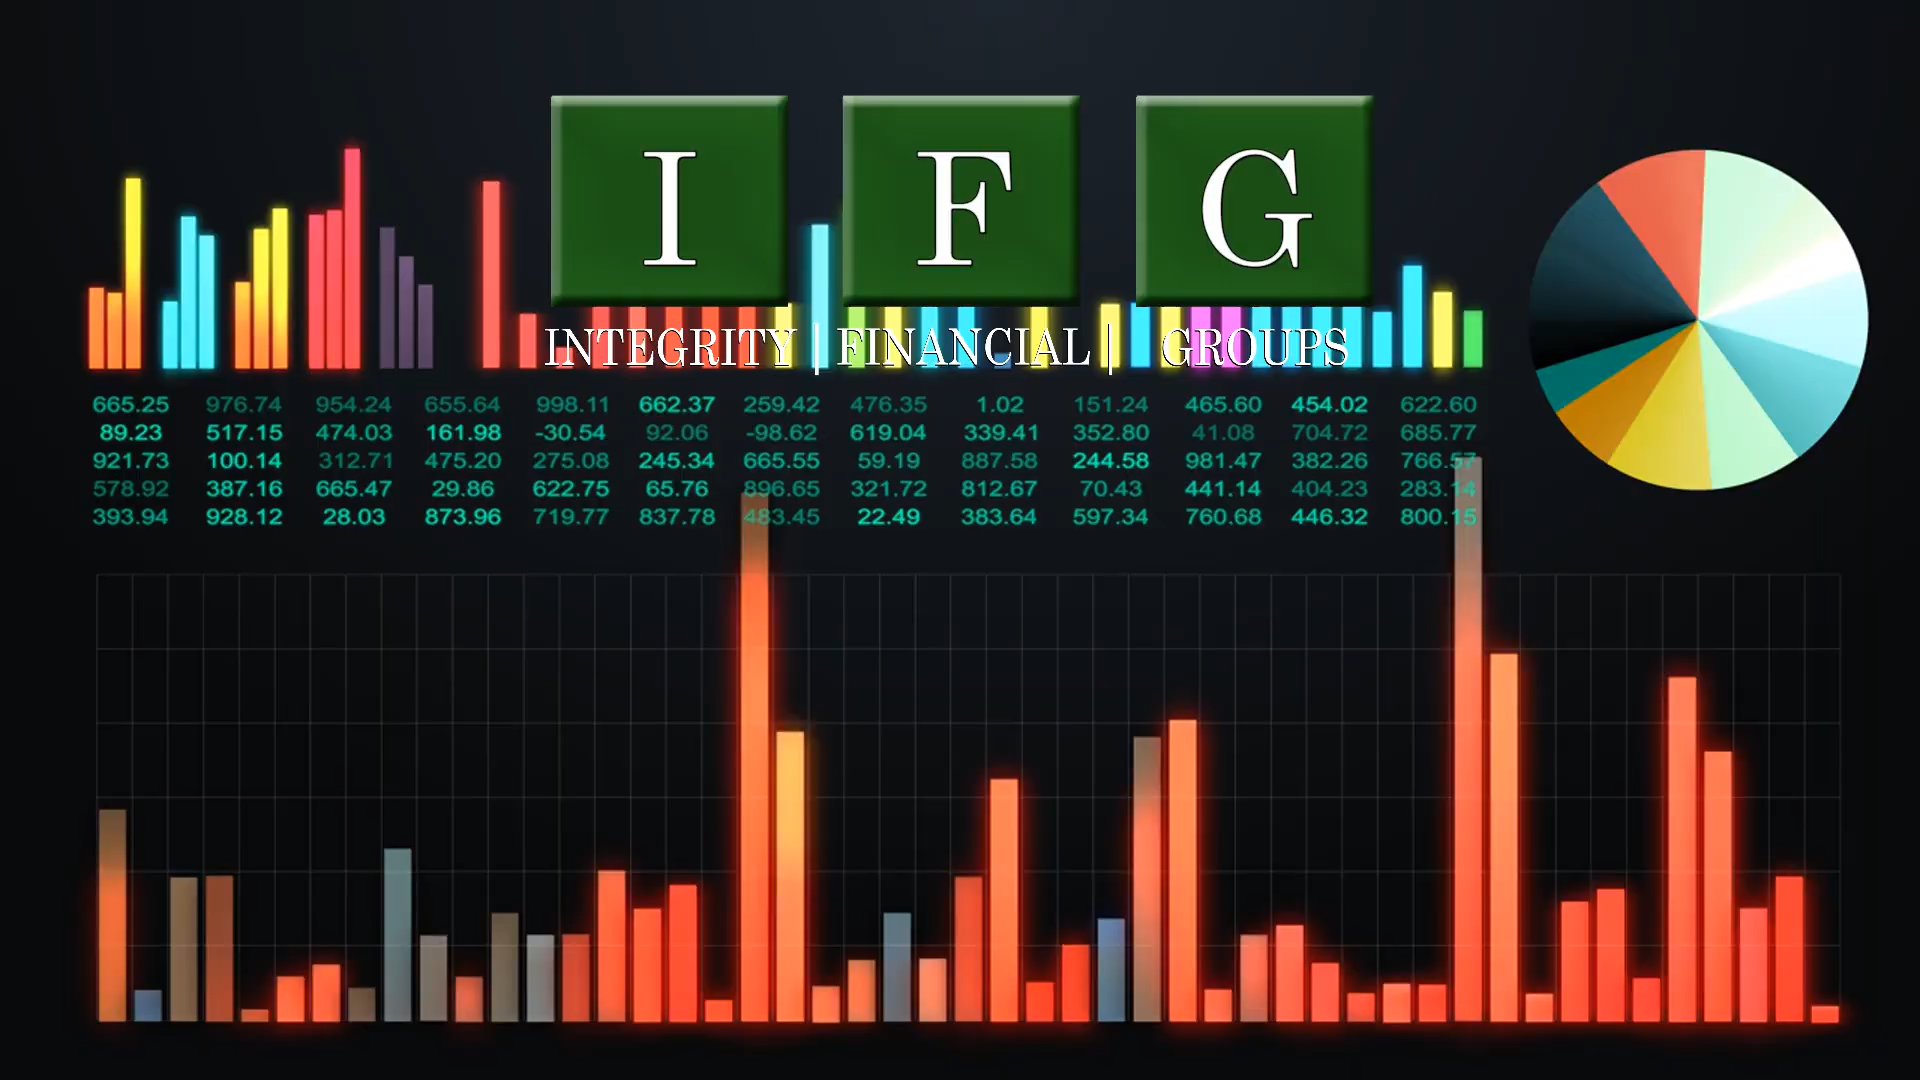 I F G
INTEGRITY | FINANCIAL | GROUPS
665.25 976.74 954.24 655.64 998.11 662.37 259.42 476.35 1.02 151.24 465.60 454.02 622.60
89.23 517.15 474.03 161.98 -30.54 92.06 -98.62 619.04 339.41 352.80 41.08 704.72 685.77
921.73 100.14 312.71 475.20 275.08 245.34 665.55 59.19 887.58 244.58 981.47 382.26 766.57
578.92 387.16 665.47 29.86 622.75 65.76 896.65 321.72 812.67 70.43 441.14 404.23 283.14
393.94 928.12 28.03 873.96 719.77 837.78 483.45 22.49 383.64 597.34 760.68 446.32 800.15